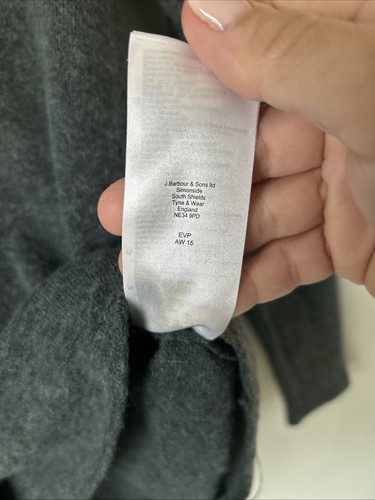 J.Barbour & Sons ltd
Simonside
South Shields
Tyne & Wear
England
NE34 9PD
EVP
AW 15